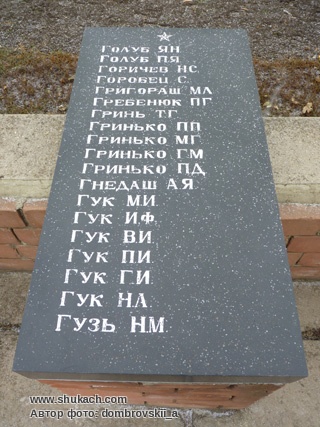 ГОЛУБ Я.Н.
ГОЛУБ П.Я.
ГОРИЧЕВ Н.С.
ГОРОБЕЦ С.
ГРИГОРАШ М.Л.
ГРЕБЕНЮК П.Г.
ГРИНЬ Т.Г.
ГРИНЬКО П.П.
ГРИНЬКО М.Г.
ГРИНЬКО Г.М.
ГРИНЬКО П.Д.
ГНЕДАШ А.Я.
ГУК М.И.
ГУК И.Ф.
ГУК В.И.
ГУК П.И.
ГУК Г.И.
ГУК Н.А.
ГУЗЬ Н.М.
www.shukach.com
Автор фото: dombrovskii_a